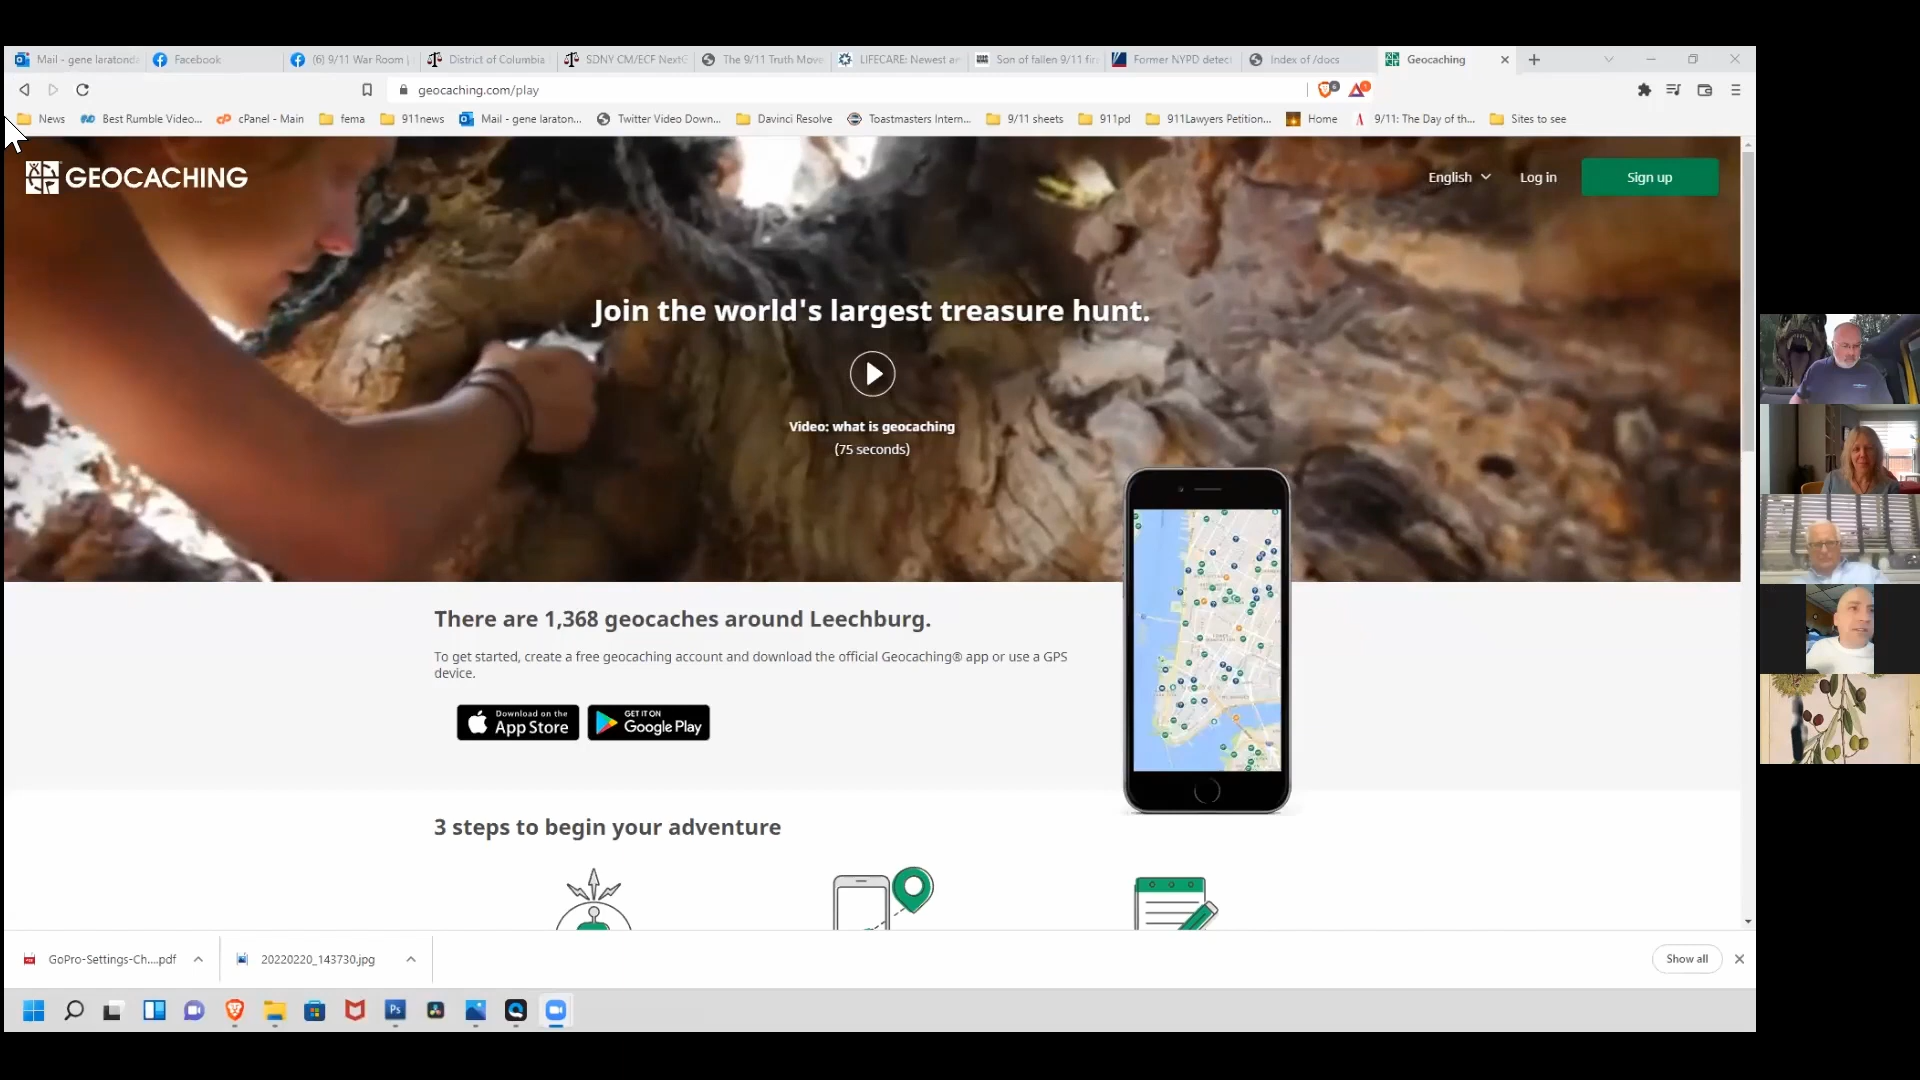 Mail - gene laratond
Facebook
(6) 9/11 War Room |
District of Columbia
SDNY CM/ECF NextG
The 9/11 Truth Move
LIFECARE: Newest ar
Son of fallen 9/11 fir
Former NYPD detect
Index of /docs
Geocaching
geocaching.com/play
News
Best Rumble Video...
cPanel - Main
fema
911news
Mail - gene laraton...
Twitter Video Down...
Davinci Resolve
Toastmasters Intern...
9/11 sheets
911pd
911Lawyers Petition...
Home
9/11: The Day of th...
Sites to see
GEOCACHING
English
Log in
Sign up
Join the world's largest treasure hunt.
Video: what is geocaching
(75 seconds)
There are 1,368 geocaches around Leechburg.
To get started, create a free geocaching account and download the official Geocaching® app or use a GPS
device.
Download on the
App Store
GET IT ON
Google Play
3 steps to begin your adventure
GoPro-Settings-Ch....pdf
20220220_143730.jpg
Show all
Ps